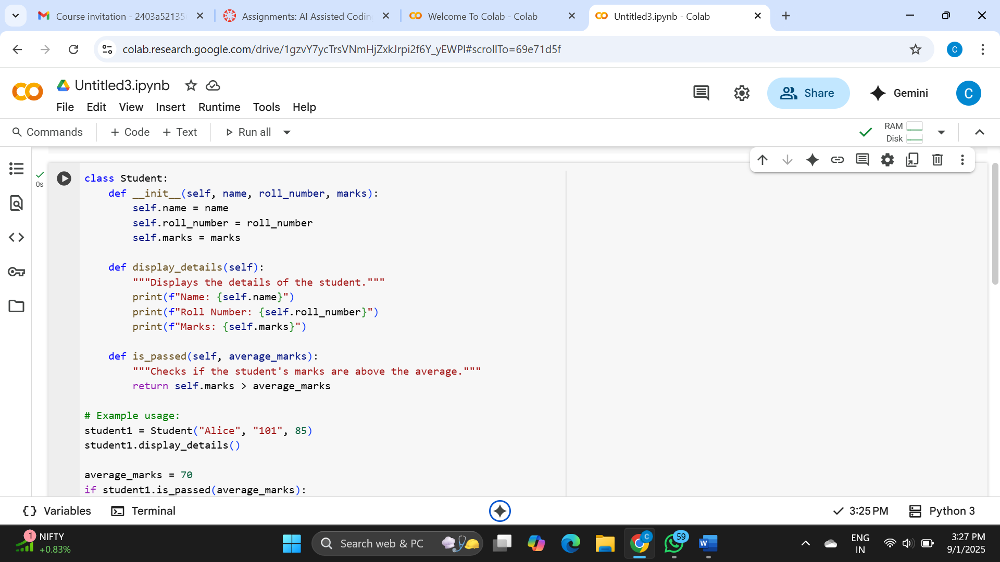 Course invitation - 2403a52135
Assignments: AI Assisted Coding
Welcome To Colab - Colab
Untitled3.ipynb - Colab
colab.research.google.com/drive/1gzvY7ycTrsVNmHjZxkJrpi2f6Y_yEWPl#scrollTo=69e71d5f
C
Untitled3.ipynb
Share
Gemini
C
File Edit View Insert Runtime Tools Help
Commands + Code + Text Run all
RAM
Disk
0s
class Student:
    def __init__(self, name, roll_number, marks):
        self.name = name
        self.roll_number = roll_number
        self.marks = marks
    def display_details(self):
        """Displays the details of the student."""
        print(f"Name: {self.name}")
        print(f"Roll Number: {self.roll_number}")
        print(f"Marks: {self.marks}")
    def is_passed(self, average_marks):
        """Checks if the student's marks are above the average."""
        return self.marks > average_marks
# Example usage:
student1 = Student("Alice", "101", 85)
student1.display_details()
average_marks = 70
if student1.is_passed(average_marks):
{} Variables Terminal
3:25 PM Python 3
1
NIFTY
+0.83%
Search web & PC
C
59
W
ENG
IN
3:27 PM
9/1/2025